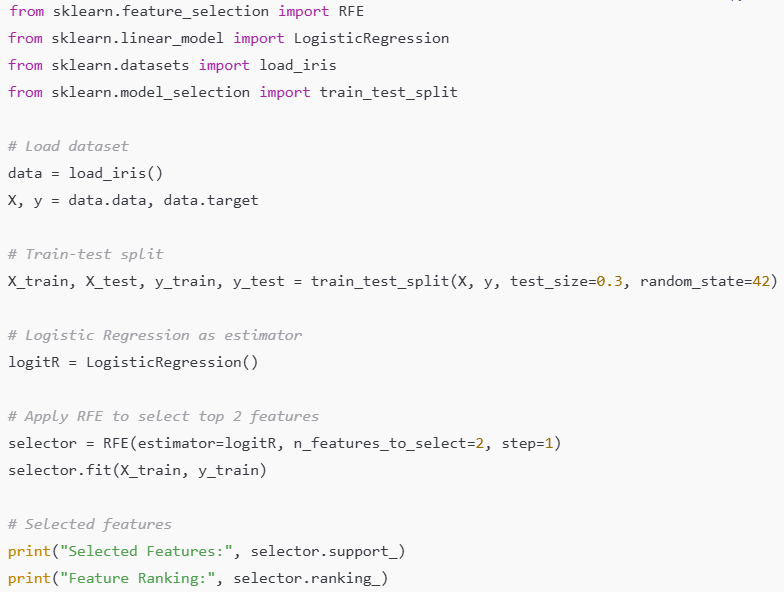 from sklearn.feature_selection import RFE
from sklearn.linear_model import LogisticRegression
from sklearn.datasets import load_iris
from sklearn.model_selection import train_test_split
# Load dataset
data = load_iris()
X, y = data.data, data.target
# Train-test split
X_train, X_test, y_train, y_test = train_test_split(X, y, test_size=0.3, random_state=42)
# Logistic Regression as estimator
logitR = LogisticRegression()
# Apply RFE to select top 2 features
selector = RFE(estimator=logitR, n_features_to_select=2, step=1)
selector.fit(X_train, y_train)
# Selected features
print("Selected Features:", selector.support_)
print("Feature Ranking:", selector.ranking_)